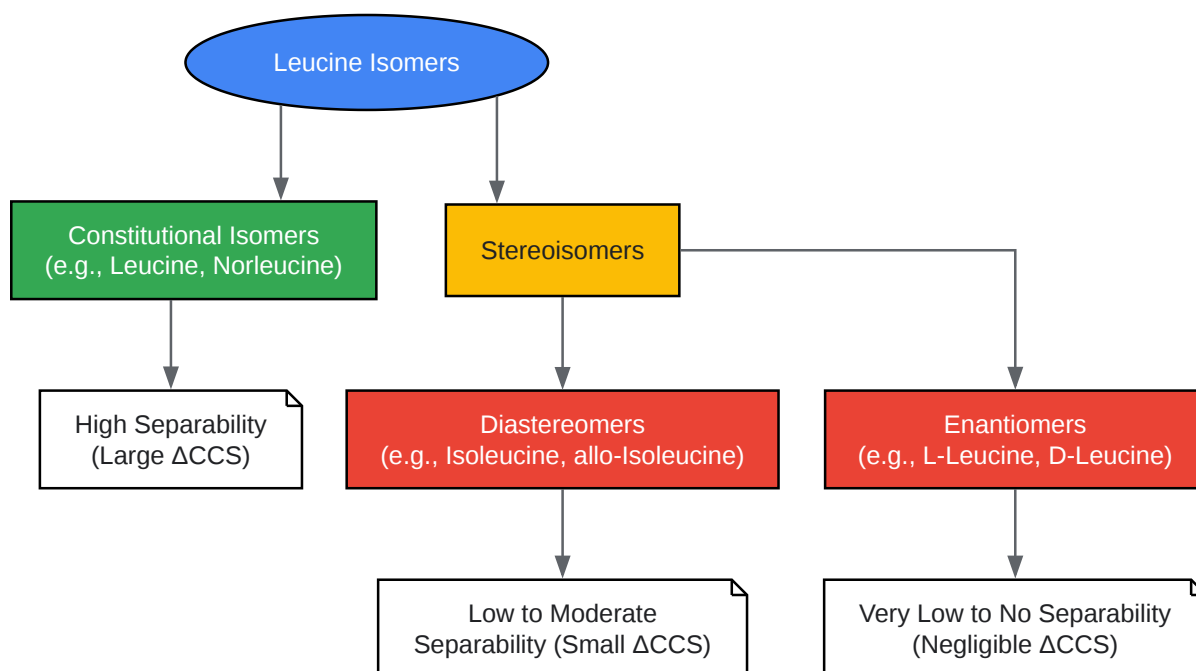 Leucine Isomers
Constitutional Isomers
(e.g., Leucine, Norleucine)
Stereoisomers
High Separability
(Large ΔCCS)
Diastereomers
(e.g., Isoleucine, allo-Isoleucine)
Enantiomers
(e.g., L-Leucine, D-Leucine)
Low to Moderate
Separability (Small ΔCCS)
Very Low to No Separability
(Negligible ΔCCS)